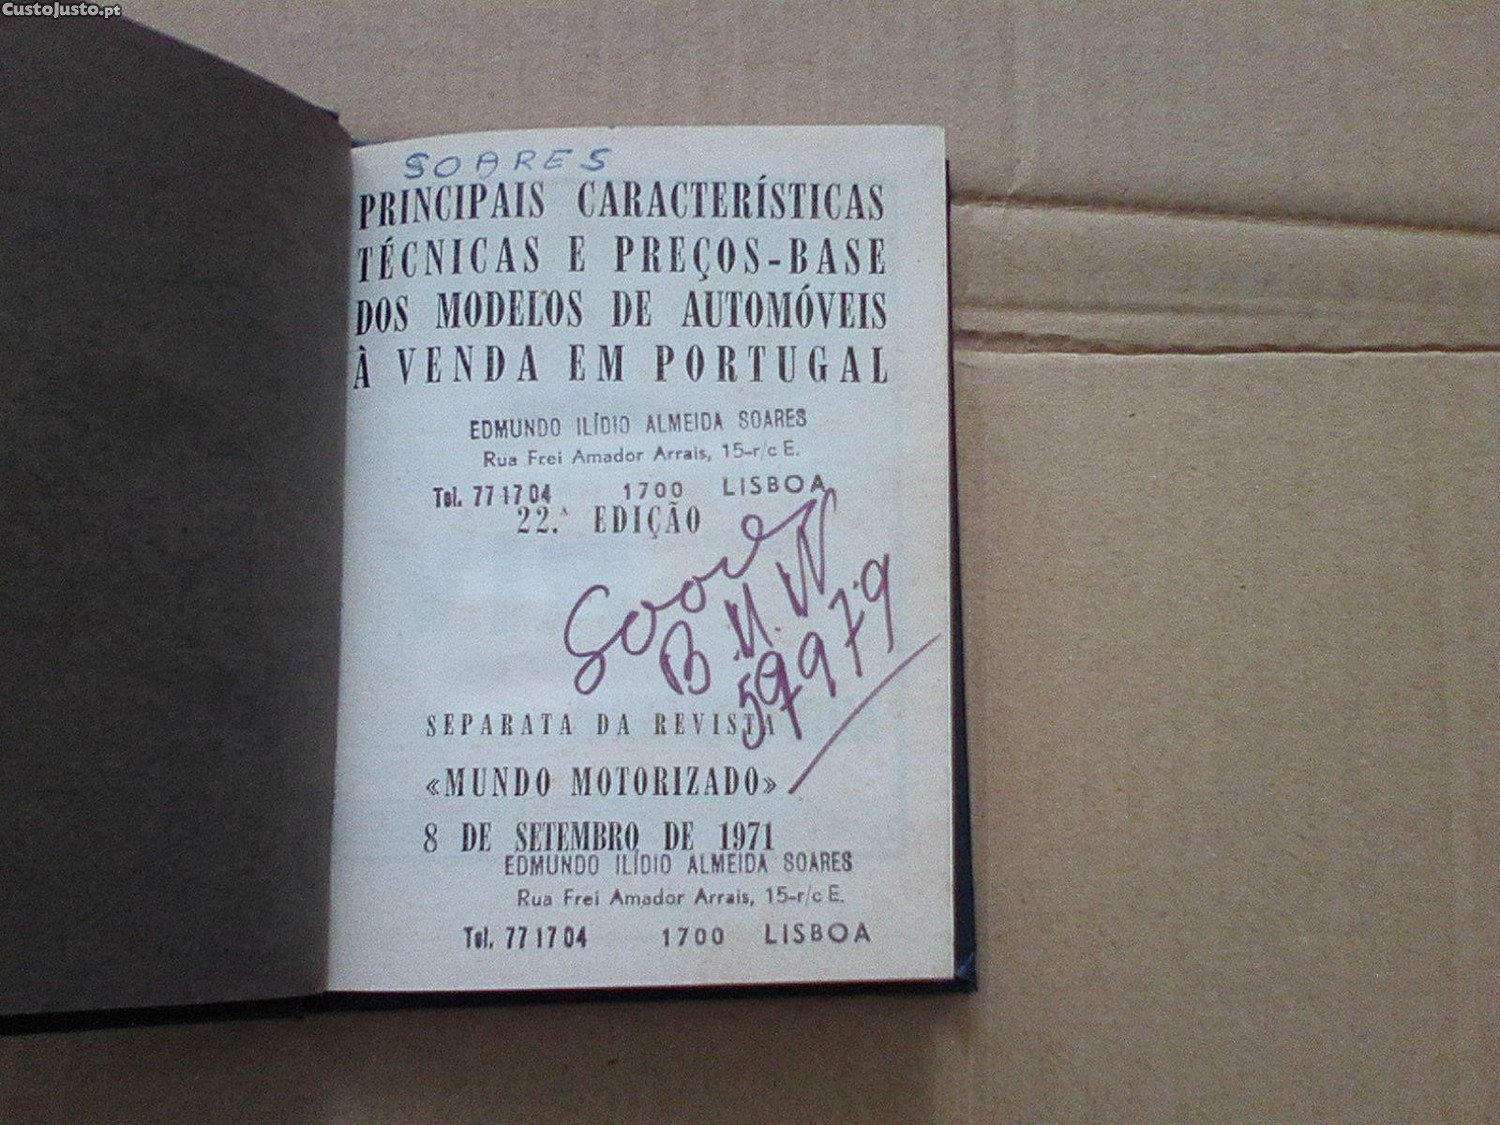 CustoJusto.pt
SOARES
PRINCIPAIS CARACTERÍSTICAS
TÉCNICAS E PREÇOS-BASE
DOS MODELOS DE AUTOMÓVEIS
À VENDA EM PORTUGAL
EDMUNDO ILÍDIO ALMEIDA SOARES
Rua Frei Amador Arrais, 15-r/c E.
Tel. 77 17 04 1700 LISBOA
22.ª EDIÇÃO
Soares
B.M.W
SEPARATA DA REVISTA
«MUNDO MOTORIZADO»
8 DE SETEMBRO DE 1971
EDMUNDO ILÍDIO ALMEIDA SOARES
Rua Frei Amador Arrais, 15-r/c E.
Tel. 77 17 04 1700 LISBOA